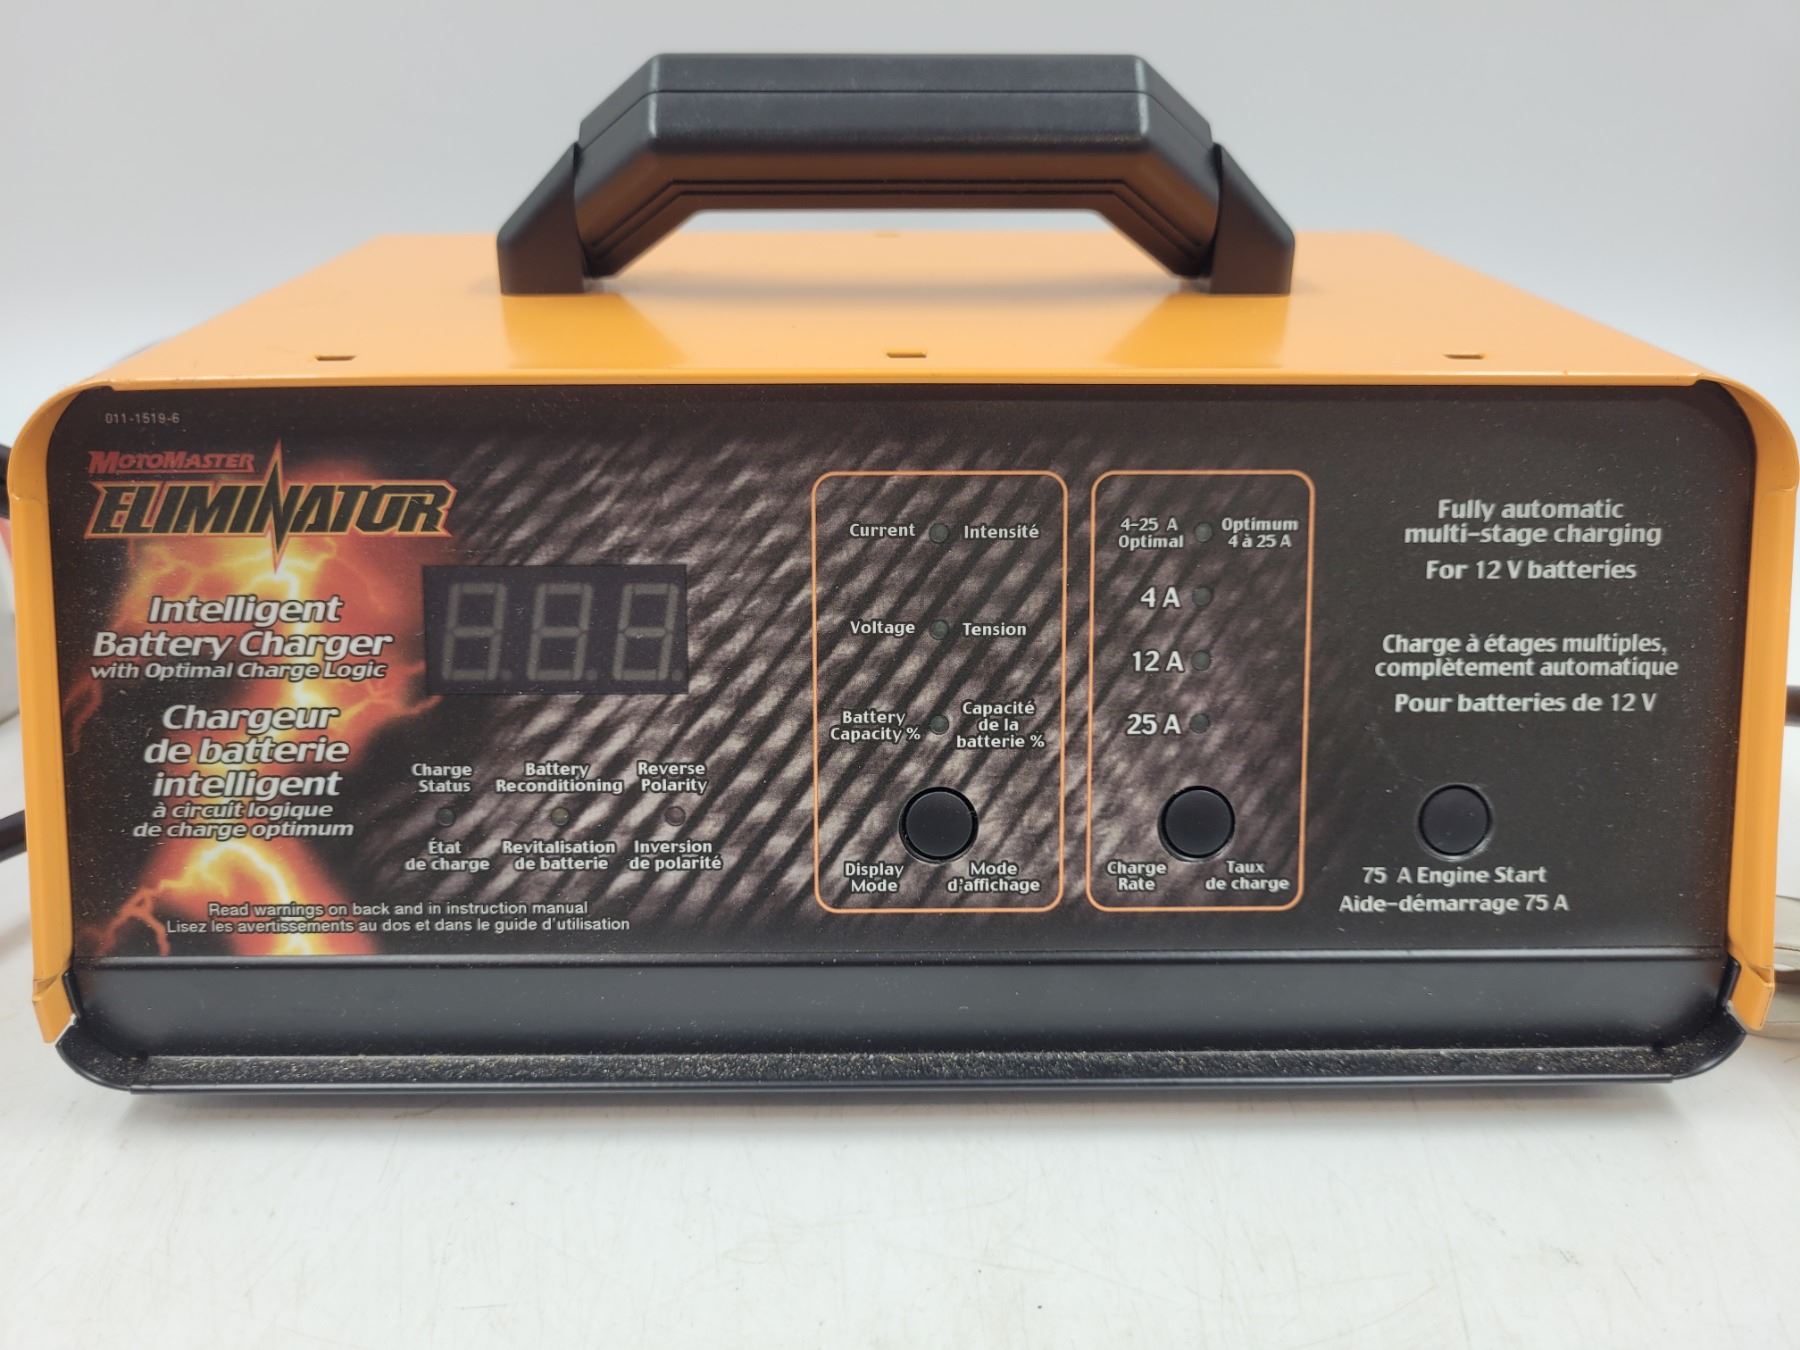 011-1519-6
MOTOMASTER
ELIMINATOR
Intelligent
Battery Charger
with Optimal Charge Logic
Chargeur
de batterie
intelligent
à circuit logique
de charge optimum
8.8.8.
Charge
Status
État
de charge
Battery
Reconditioning
Revitalisation
de batterie
Reverse
Polarity
Inversion
de polarité
Read warnings on back and in instruction manual
Lisez les avertissements au dos et dans le guide d'utilisation
Current Intensité
Voltage Tension
Battery
Capacity %
Capacité
de la
batterie %
Display
Mode
Mode
d'affichage
4-25 A
Optimal
Optimum
4 à 25 A
4 A
12 A
25 A
Charge
Rate
Taux
de charge
Fully automatic
multi-stage charging
For 12 V batteries
Charge à étages multiples,
complètement automatique
Pour batteries de 12 V
75 A Engine Start
Aide-démarrage 75 A